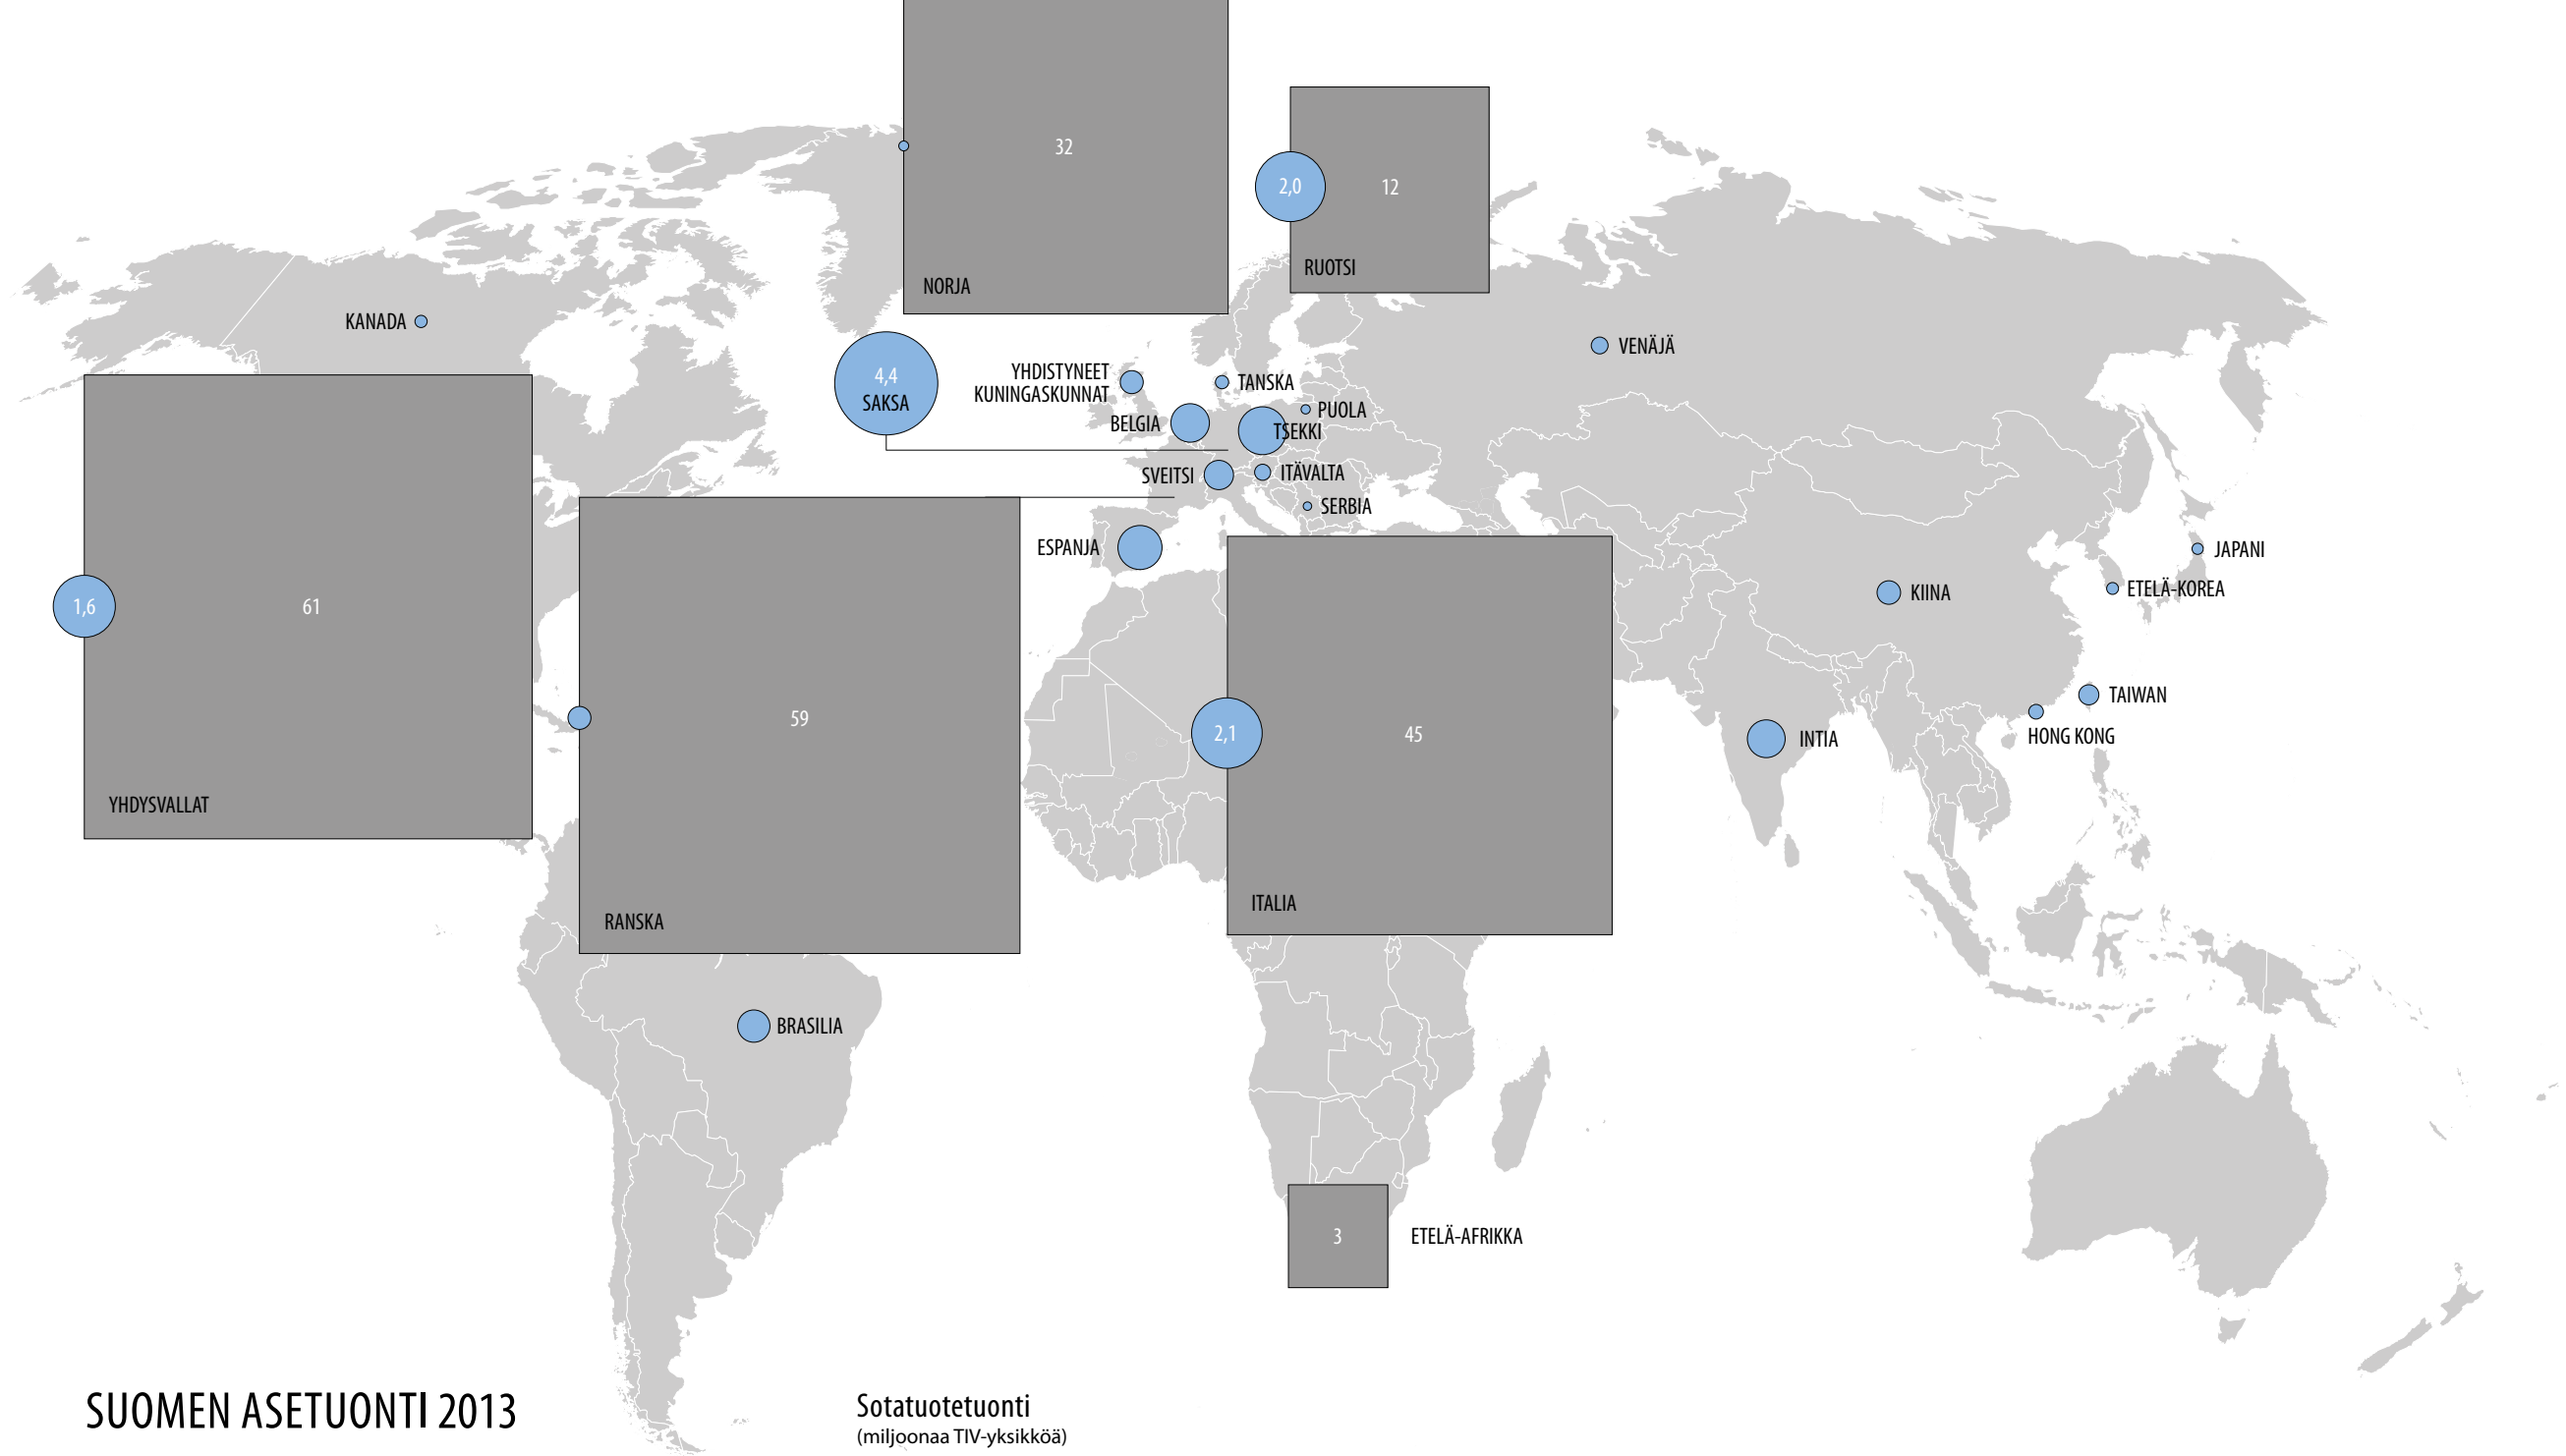 32
2,0
12
RUOTSI
NORJA
KANADA
VENÄJÄ
4,4
SAKSA
YHDISTYNEET
KUNINGASKUNNAT
TANSKA
PUOLA
BELGIA
TSEKKI
SVEITSI
ITÄVALTA
SERBIA
ESPANJA
JAPANI
ETELÄ-KOREA
KIINA
1,6
61
TAIWAN
59
2,1
45
INTIA
HONG KONG
YHDYSVALLAT
ITALIA
RANSKA
BRASILIA
3
ETELÄ-AFRIKKA
SUOMEN ASETUONTI 2013
Sotatuotetuonti
(miljoonaa TIV-yksikköä)